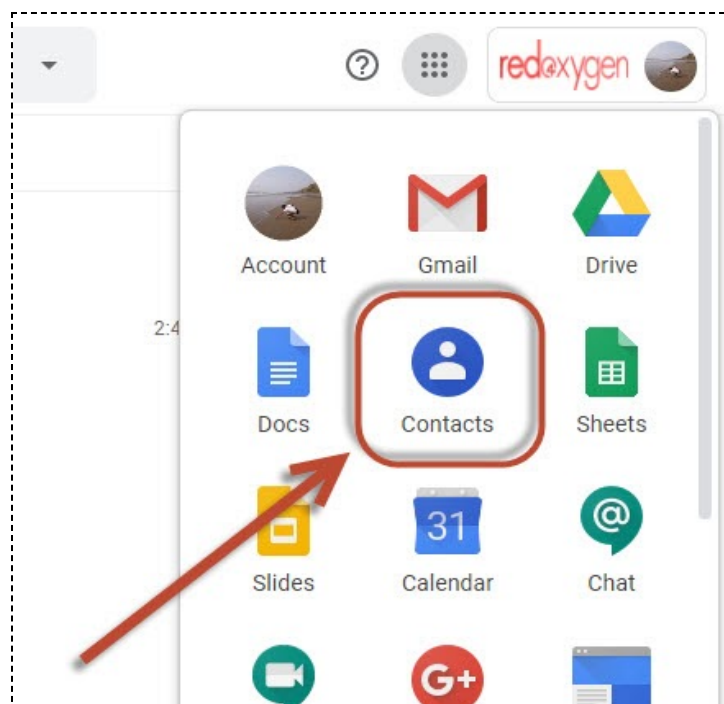 redoxygen
Account Gmail Drive
2:4
Docs Contacts Sheets
31
@
Slides Calendar Chat
G+